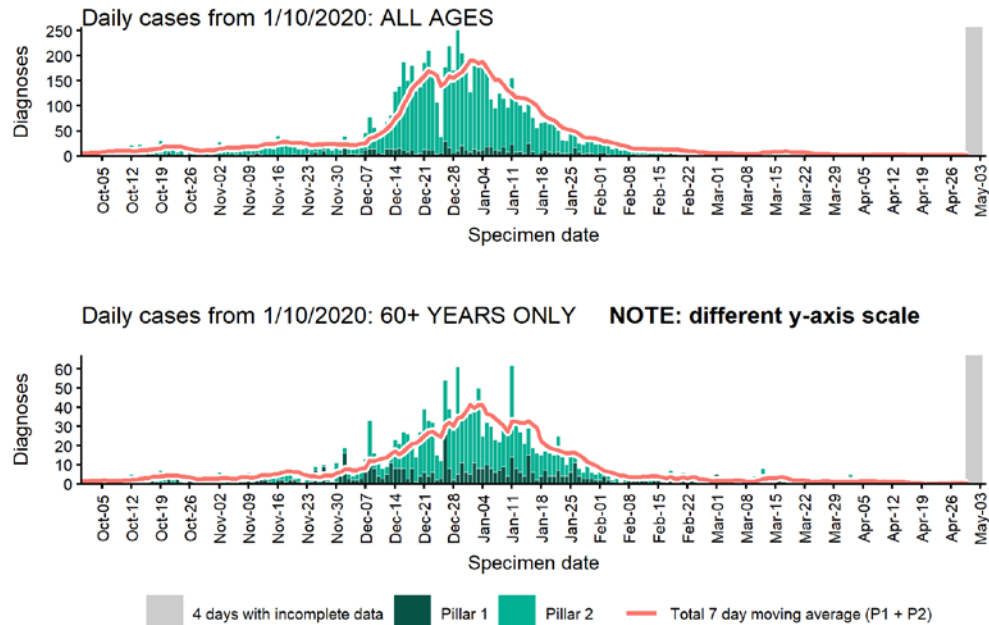 Daily cases from 1/10/2020: ALL AGES
250
200
150
100
50
0
Diagnoses
Oct-05 Oct-12 Oct-19 Oct-26 Nov-02 Nov-09 Nov-16 Nov-23 Nov-30 Dec-07 Dec-14 Dec-21 Dec-28 Jan-04 Jan-11 Jan-18 Jan-25 Feb-01 Feb-08 Feb-15 Feb-22 Mar-01 Mar-08 Mar-15 Mar-22 Mar-29 Apr-05 Apr-12 Apr-19 Apr-26 May-03
Specimen date
Daily cases from 1/10/2020: 60+ YEARS ONLY NOTE: different y-axis scale
60
50
40
30
20
10
0
Diagnoses
Oct-05 Oct-12 Oct-19 Oct-26 Nov-02 Nov-09 Nov-16 Nov-23 Nov-30 Dec-07 Dec-14 Dec-21 Dec-28 Jan-04 Jan-11 Jan-18 Jan-25 Feb-01 Feb-08 Feb-15 Feb-22 Mar-01 Mar-08 Mar-15 Mar-22 Mar-29 Apr-05 Apr-12 Apr-19 Apr-26 May-03
Specimen date
4 days with incomplete data Pillar 1 Pillar 2 Total 7 day moving average (P1 + P2)